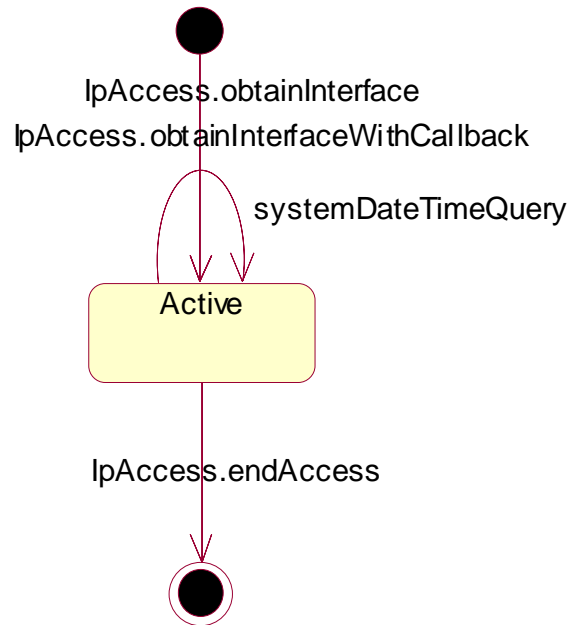 IpAccess.obtainInterface
IpAccess.obtainInterfaceWithCallback
systemDateTimeQuery
Active
IpAccess.endAccess